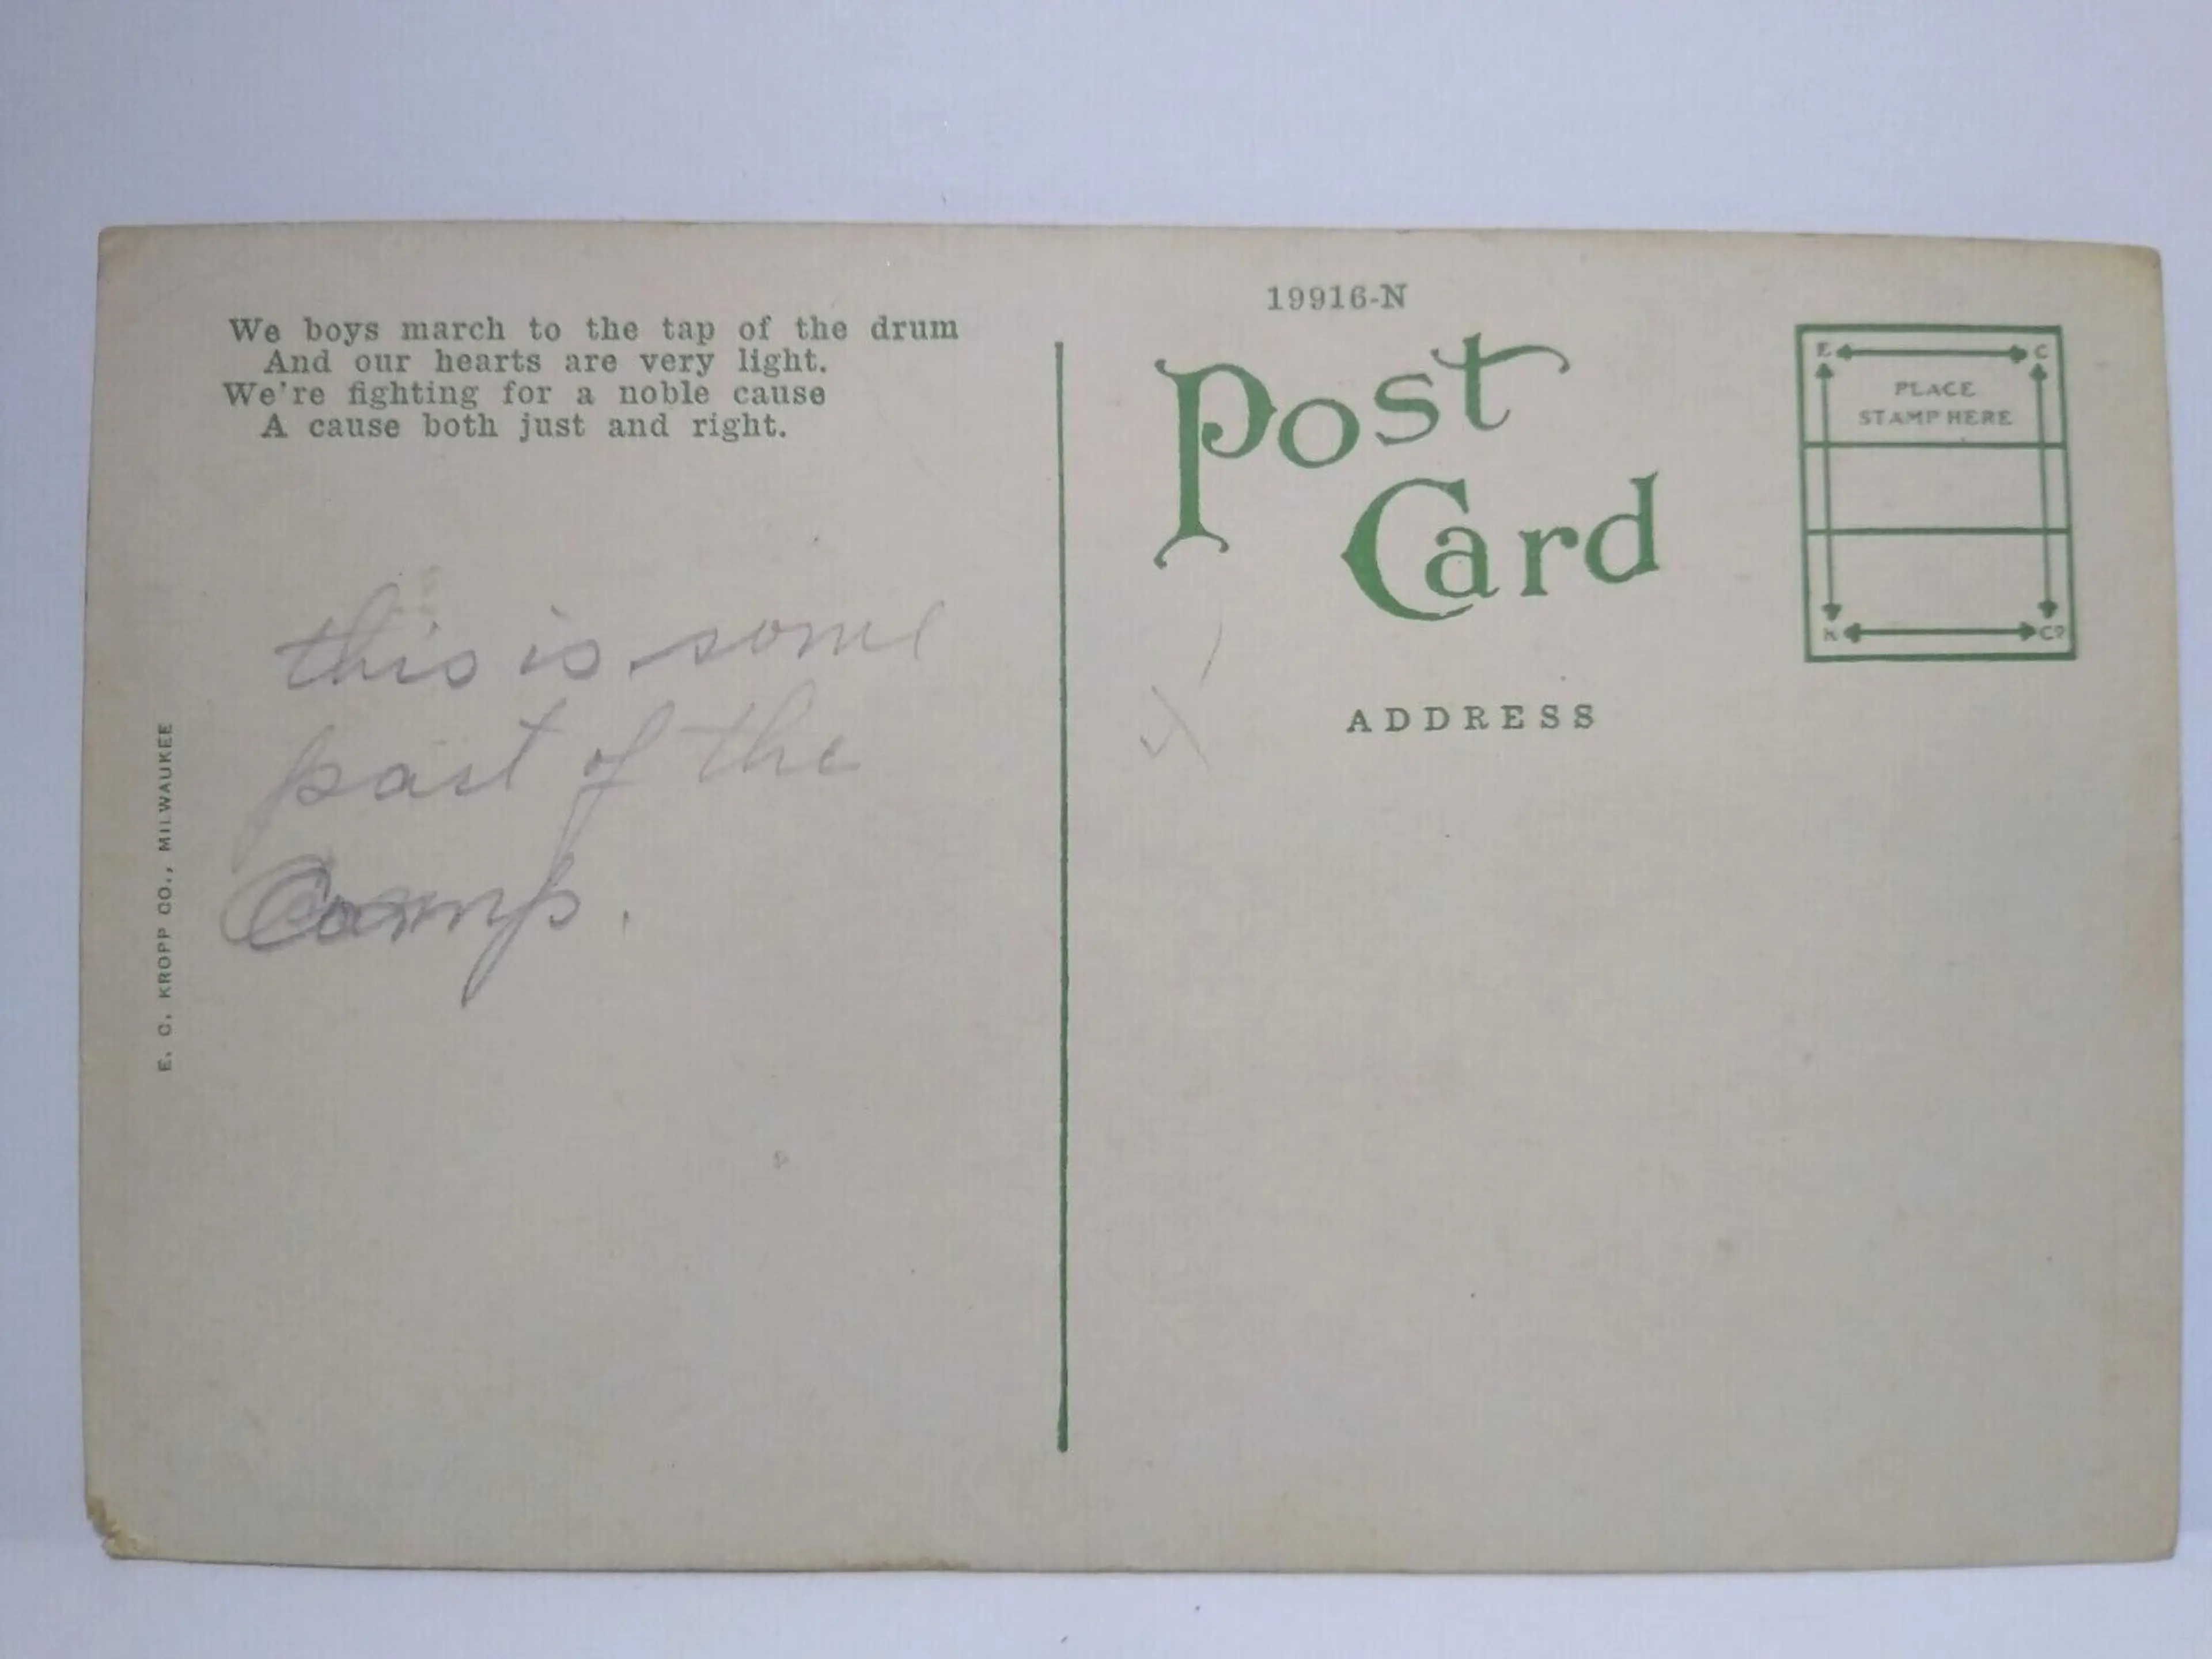 We boys march to the tap of the drum
And our hearts are very light.
We're fighting for a noble cause
A cause both just and right.
this is some
part of the
Camp.
E. C. KROPP CO., MILWAUKEE
19916-N
Post
Card
ADDRESS
E C
PLACE
STAMP HERE
K CO